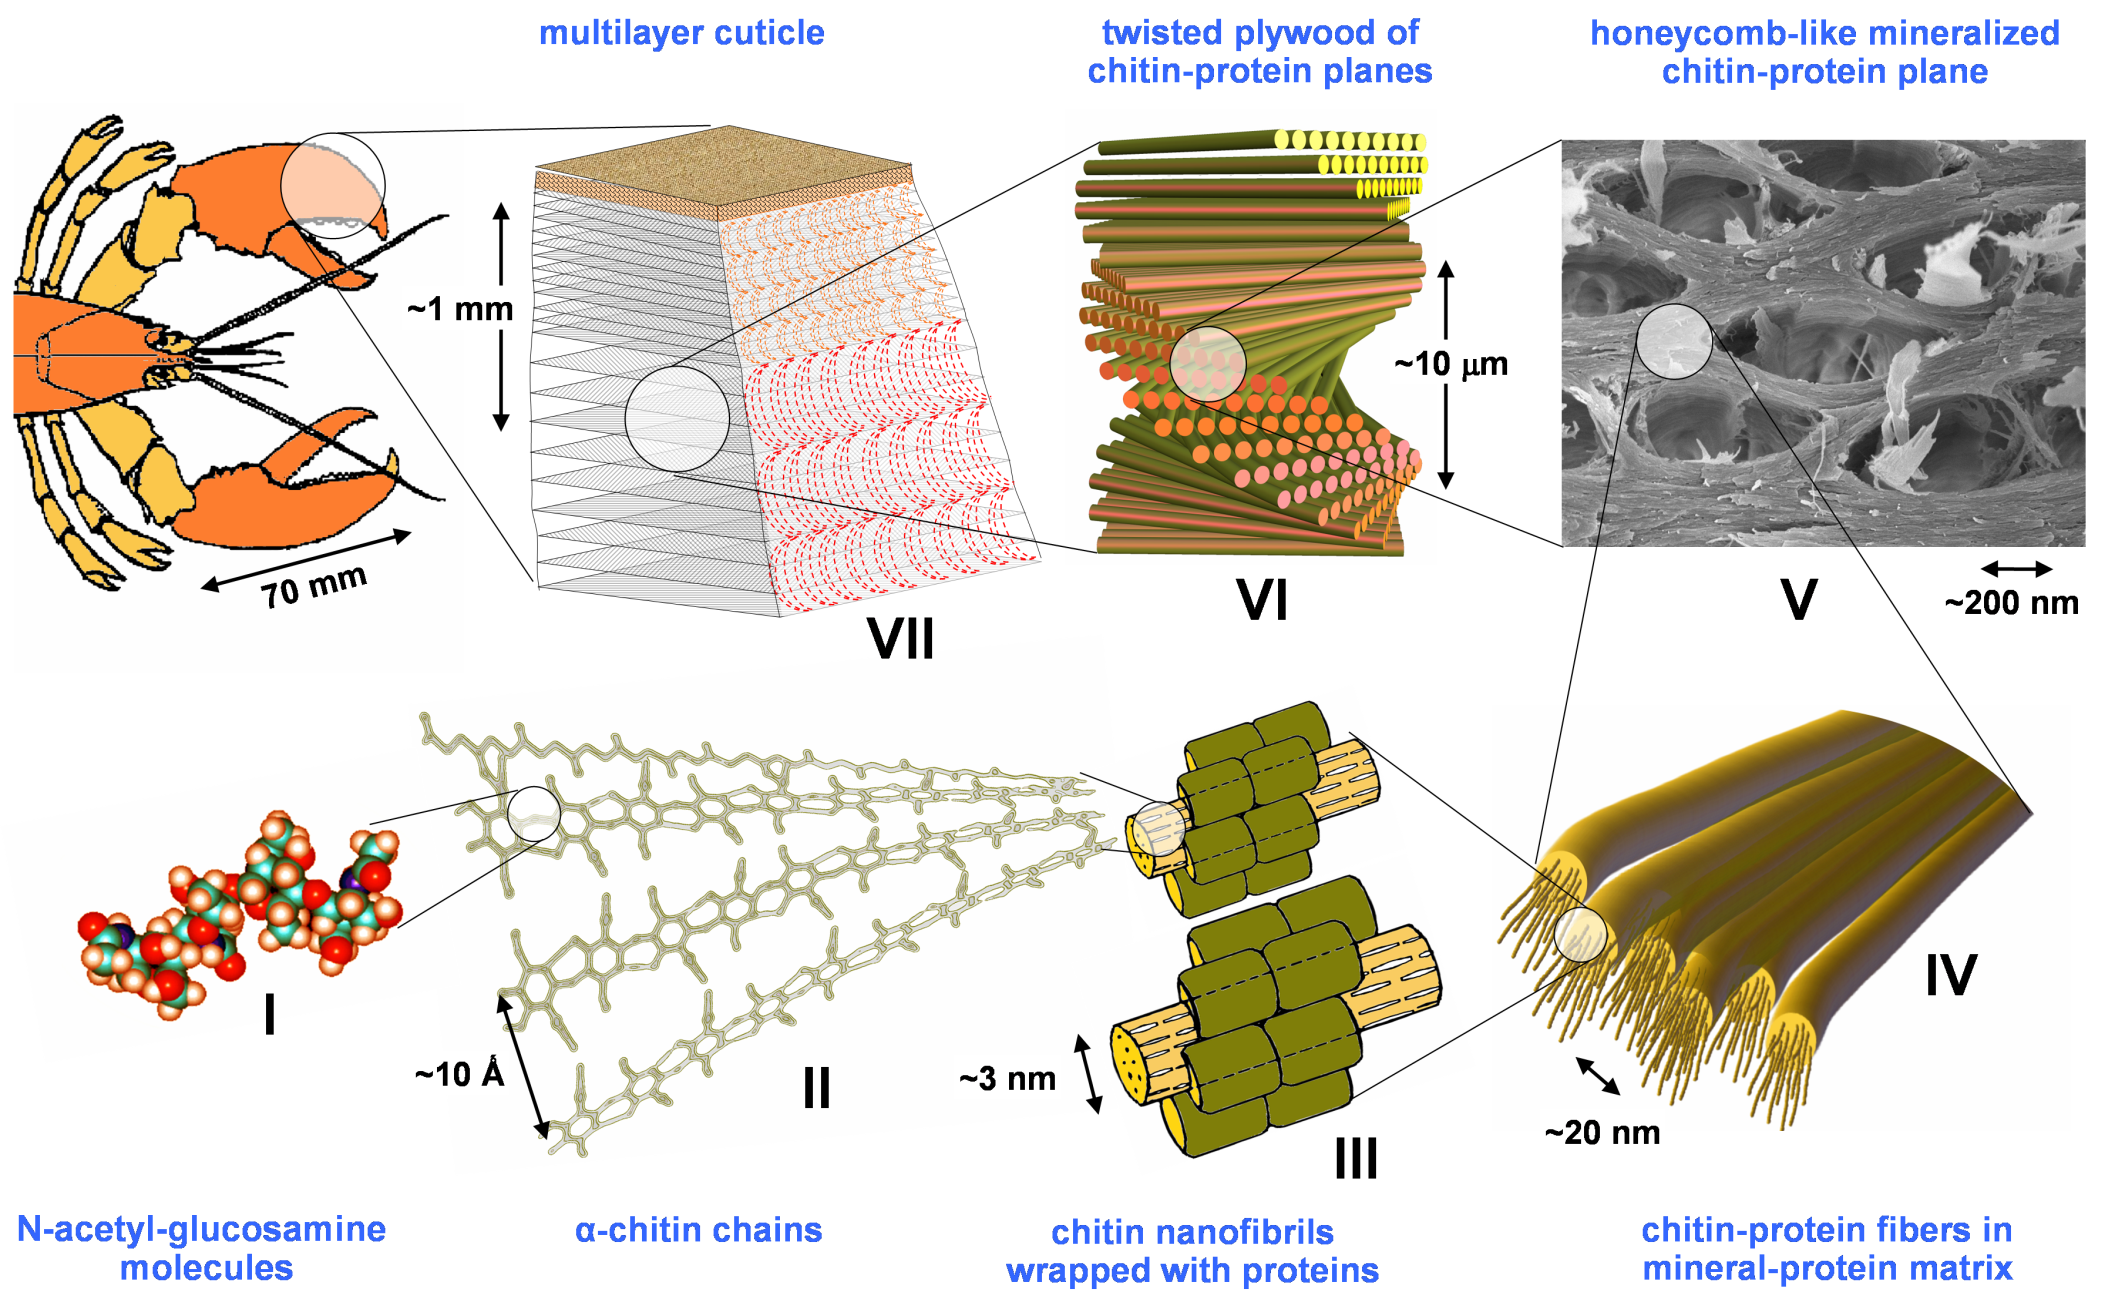 multilayer cuticle
twisted plywood of
chitin-protein planes
honeycomb-like mineralized
chitin-protein plane
~1 mm
~10 μm
70 mm
VII
VI
V
~200 nm
I
~10 Å
II
~3 nm
III
IV
~20 nm
N-acetyl-glucosamine
molecules
α-chitin chains
chitin nanofibrils
wrapped with proteins
chitin-protein fibers in
mineral-protein matrix